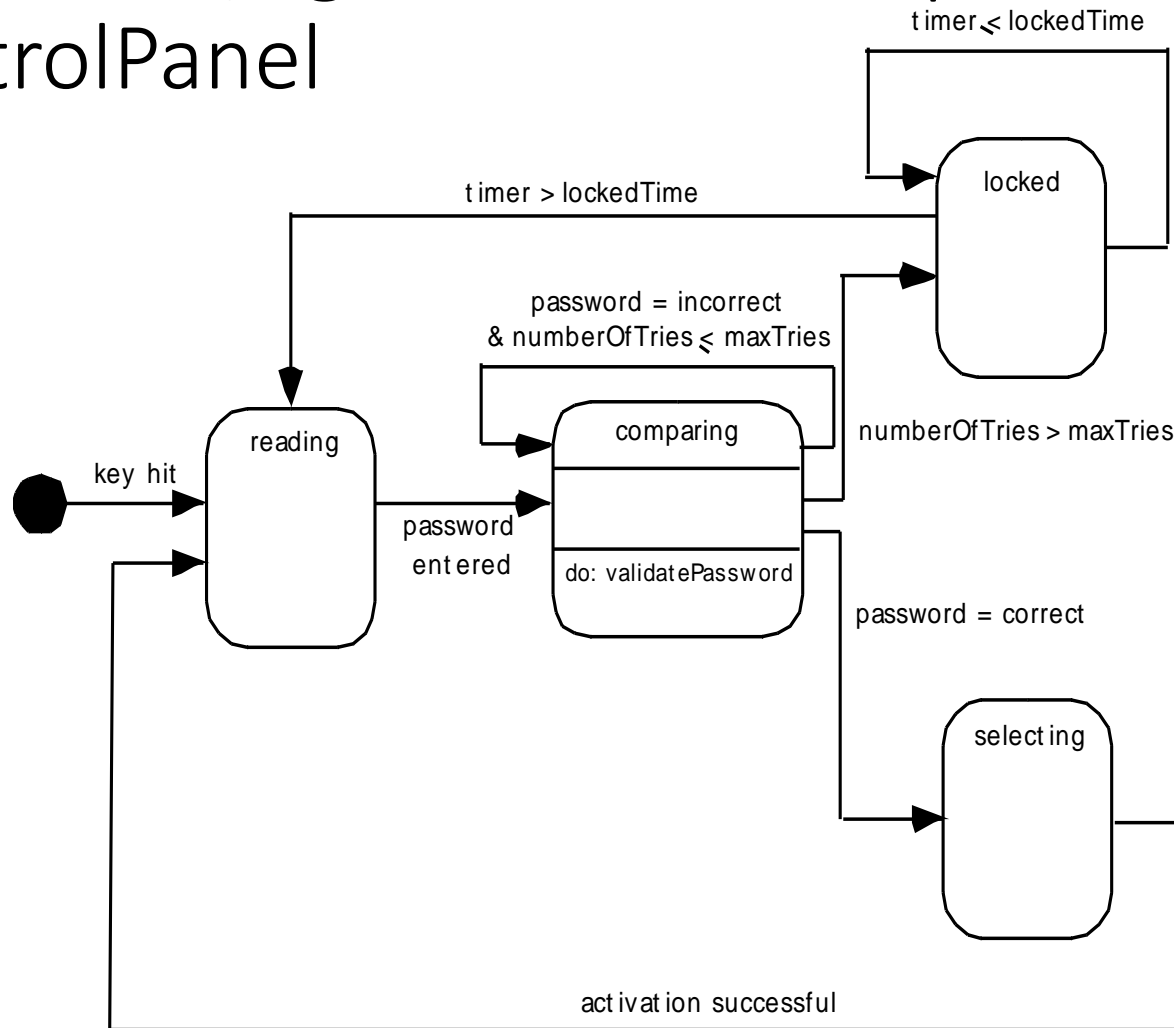 trolPanel
timer ≤ lockedTime
locked
timer > lockedTime
password = incorrect
& numberOfTries ≤ maxTries
comparing
numberOfTries > maxTries
reading
key hit
password
entered
do: validatePassword
password = correct
selecting
activation successful